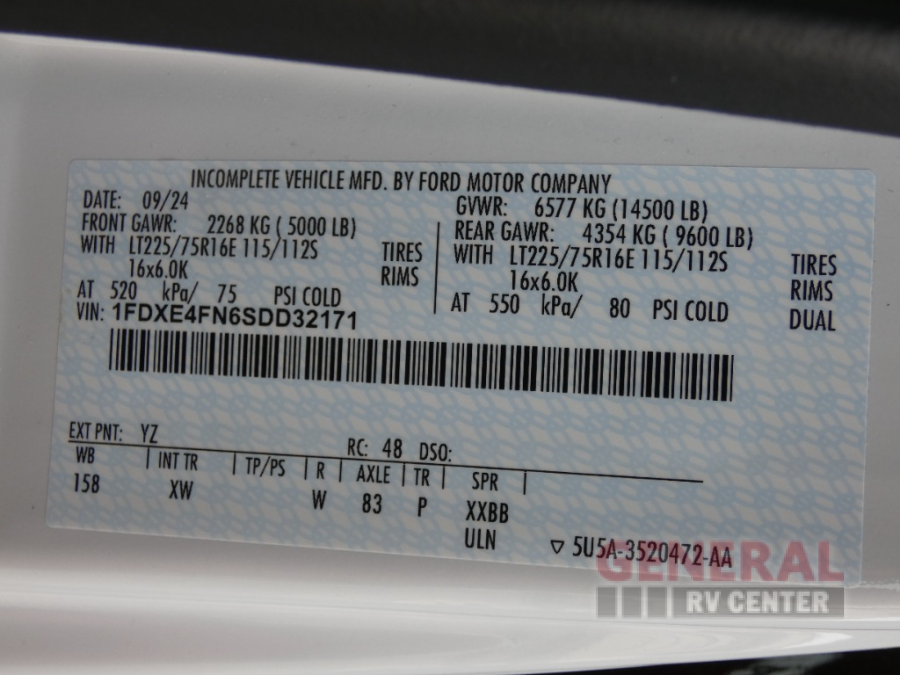 INCOMPLETE VEHICLE MFD. BY FORD MOTOR COMPANY
DATE: 09/24 GVWR: 6577 KG (14500 LB)
FRONT GAWR: 2268 KG ( 5000 LB) REAR GAWR: 4354 KG ( 9600 LB)
WITH LT225/75R16E 115/112S TIRES WITH LT225/75R16E 115/112S TIRES
16x6.0K RIMS 16x6.0K RIMS
AT 520 kPa/ 75 PSI COLD AT 550 kPa/ 80 PSI COLD DUAL
VIN: 1FDXE4FN6SDD32171
EXT PNT: YZ RC: 48 DSO:
WB | INT TR | TP/PS | R | AXLE | TR | SPR |
158 XW W 83 P XXBB
ULN ▽ 5U5A-3520472-AA
GENERAL
RV CENTER